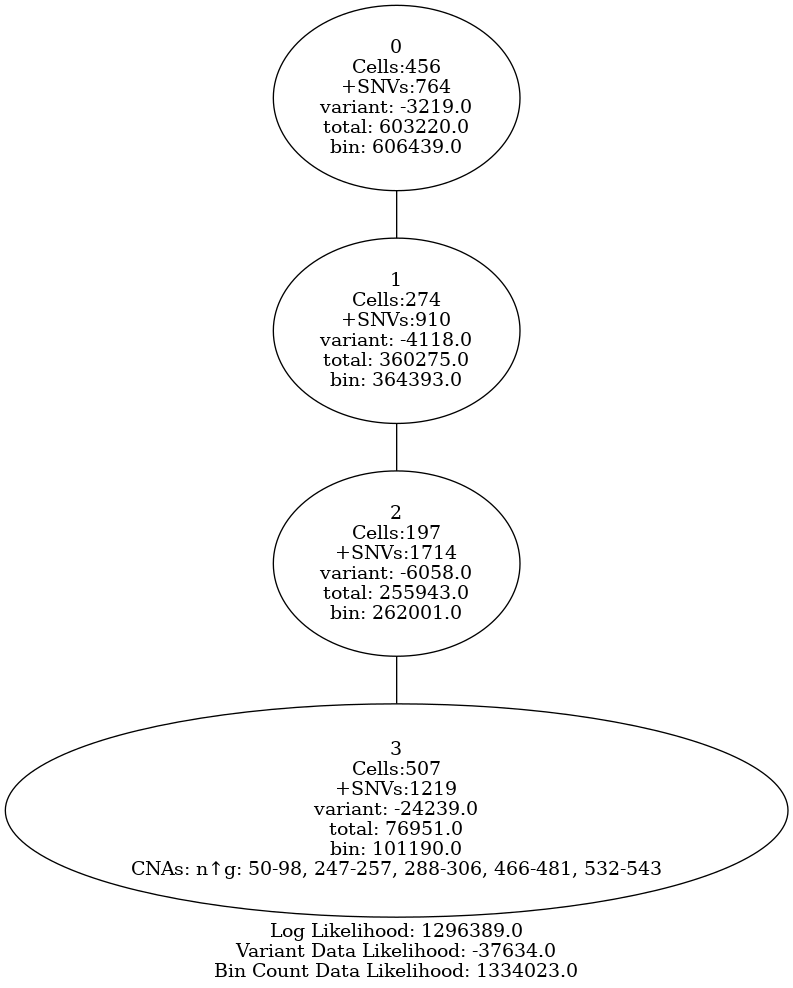 0
Cells:456
+SNVs:764
variant: -3219.0
total: 603220.0
bin: 606439.0
1
Cells:274
+SNVs:910
variant: -4118.0
total: 360275.0
bin: 364393.0
2
Cells:197
+SNVs:1714
variant: -6058.0
total: 255943.0
bin: 262001.0
3
Cells:507
+SNVs:1219
variant: -24239.0
total: 76951.0
bin: 101190.0
CNAs: n↑g: 50-98, 247-257, 288-306, 466-481, 532-543
Log Likelihood: 1296389.0
Variant Data Likelihood: -37634.0
Bin Count Data Likelihood: 1334023.0